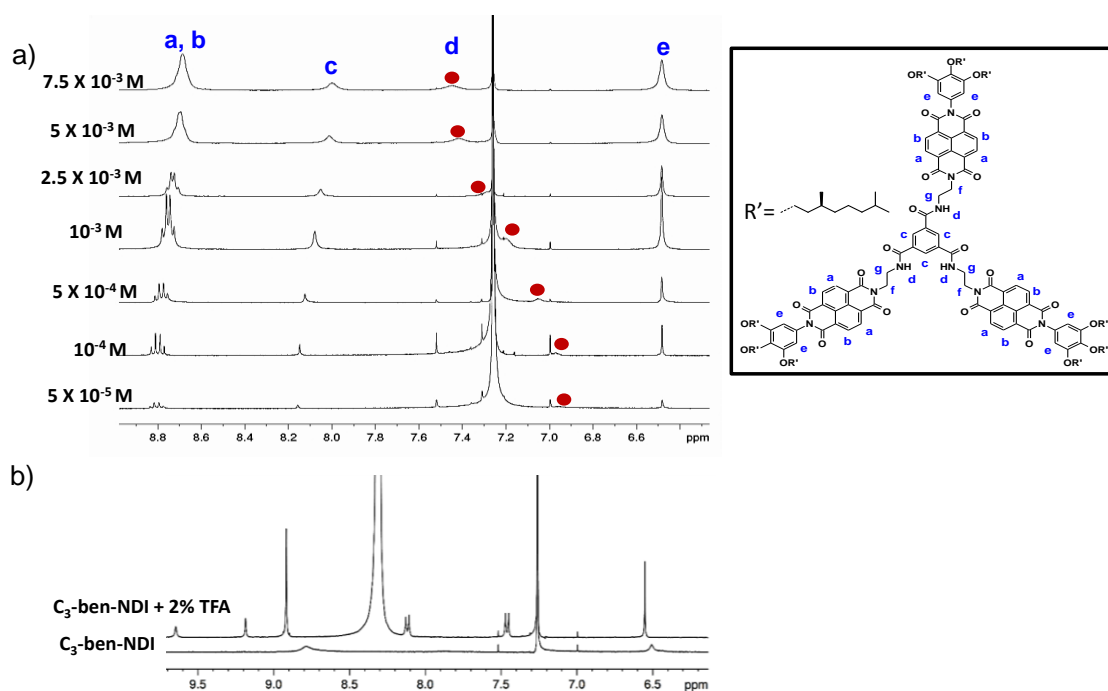 a)
a, b
c
d
e
7.5 X 10⁻³ M
5 X 10⁻³ M
2.5 X 10⁻³ M
10⁻³ M
5 X 10⁻⁴ M
10⁻⁴ M
5 X 10⁻⁵ M
8.8 8.6 8.4 8.2 8.0 7.8 7.6 7.4 7.2 7.0 6.8 6.6 ppm
OR'
R'O OR'
e e
O N O
b b
a a
O N O
f
g
HN d
O
R'=
c c
O O
c
g NH HN g
d d
f f
a O O a
b O N N O b
R'O e O O e OR'
R'O N O O N OR'
e a a e
OR' O b b O OR'
b)
C₃-ben-NDI + 2% TFA
C₃-ben-NDI
9.5 9.0 8.5 8.0 7.5 7.0 6.5 ppm